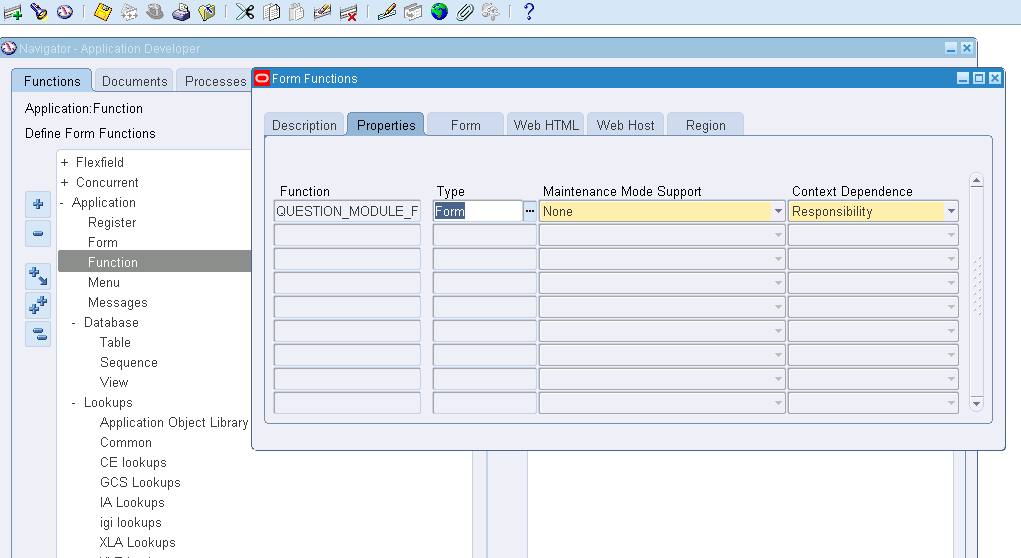 ?
Navigator - Application Developer
Functions
Documents
Processes
Application:Function
Define Form Functions
+ Flexfield
+ Concurrent
- Application
Register
Form
Function
Menu
Messages
- Database
Table
Sequence
View
- Lookups
Application Object Library
Common
CE lookups
GCS Lookups
IA Lookups
igi lookups
XLA Lookups
Form Functions
Description
Properties
Form
Web HTML
Web Host
Region
Function
Type
Maintenance Mode Support
Context Dependence
QUESTION_MODULE_F
Form
...
None
Responsibility